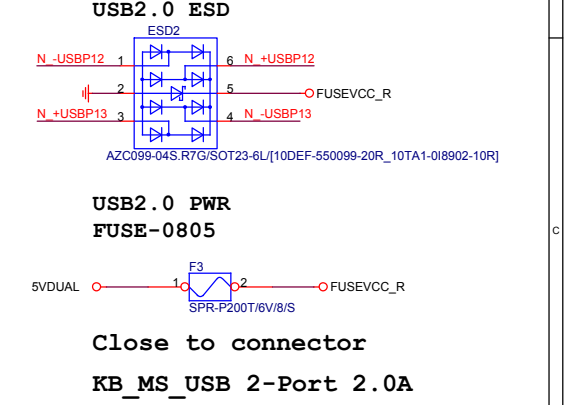 USB2.0 ESD
ESD2
N_-USBP12 1 6 N_+USBP12
2 5 FUSEVCC_R
N_+USBP13 3 4 N_-USBP13
AZC099-04S.R7G/SOT23-6L/[10DEF-550099-20R_10TA1-0I8902-10R]
USB2.0 PWR
FUSE-0805
C
F3
5VDUAL 1 2 FUSEVCC_R
SPR-P200T/6V/8/S
Close to connector
KB_MS_USB 2-Port 2.0A